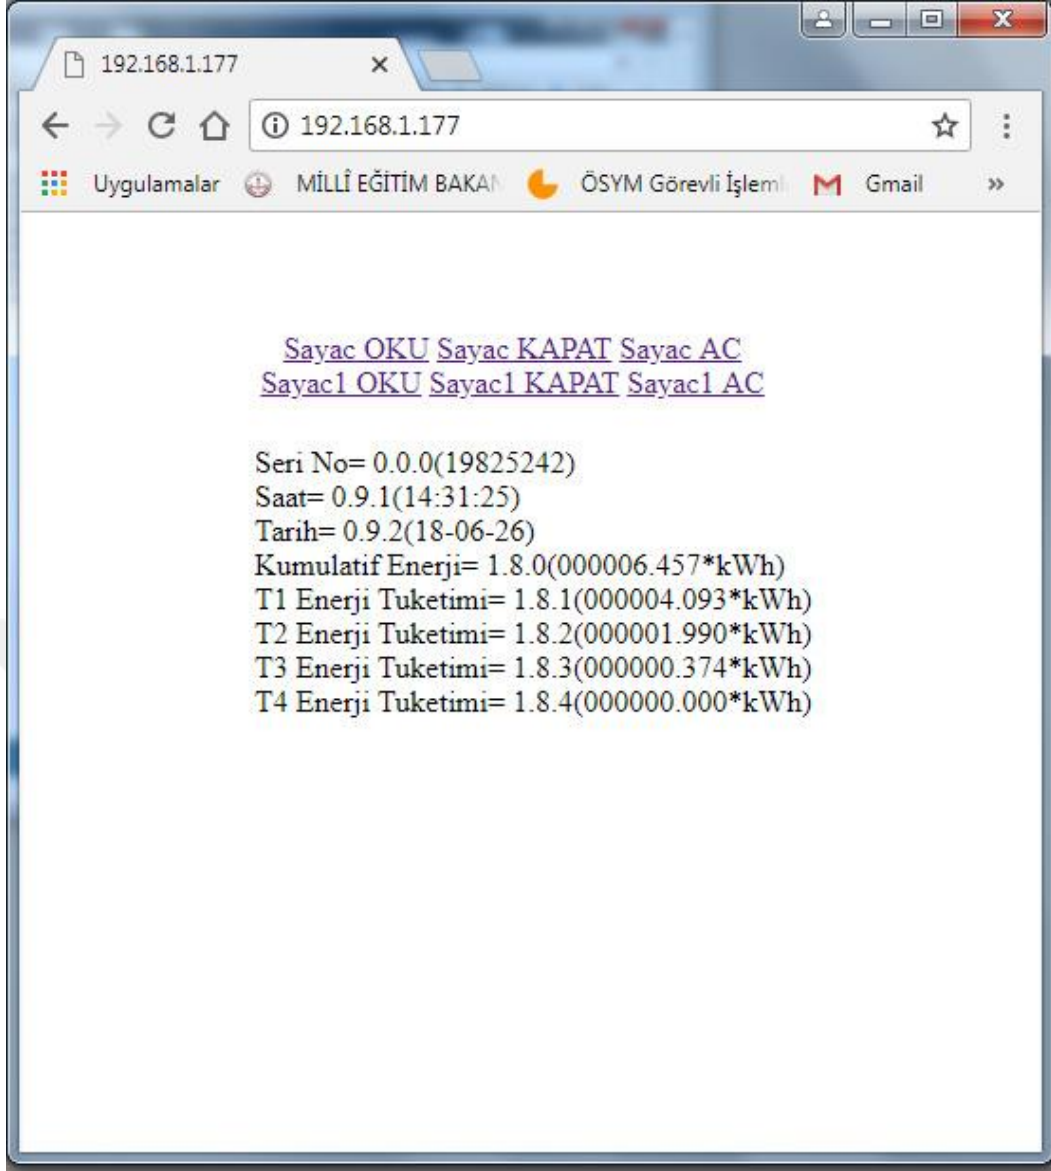 192.168.1.177
192.168.1.177
Uygulamalar MİLLÎ EĞİTİM BAKAN ÖSYM Görevli İşleml Gmail »
Sayac OKU Sayac KAPAT Sayac AC
Sayac1 OKU Sayac1 KAPAT Sayac1 AC
Seri No= 0.0.0(19825242)
Saat= 0.9.1(14:31:25)
Tarih= 0.9.2(18-06-26)
Kumulatif Enerji= 1.8.0(000006.457*kWh)
T1 Enerji Tuketimi= 1.8.1(000004.093*kWh)
T2 Enerji Tuketimi= 1.8.2(000001.990*kWh)
T3 Enerji Tuketimi= 1.8.3(000000.374*kWh)
T4 Enerji Tuketimi= 1.8.4(000000.000*kWh)